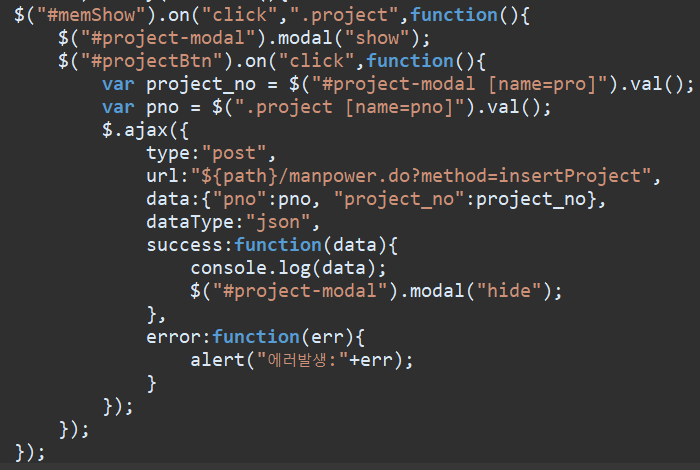 $("#memShow").on("click",".project",function(){
$("#project-modal").modal("show");
$("#projectBtn").on("click",function(){
var project_no = $("#project-modal [name=pro]").val();
var pno = $(".project [name=pno]").val();
$.ajax({
type:"post",
url:"${path}/manpower.do?method=insertProject",
data:{"pno":pno, "project_no":project_no},
dataType:"json",
success:function(data){
console.log(data);
$("#project-modal").modal("hide");
},
error:function(err){
alert("에러발생:"+err);
}
});
});
});